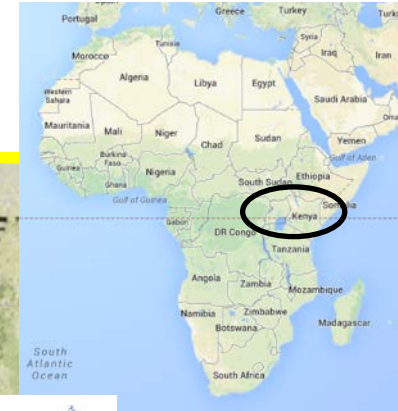 Portugal
Greece
Turkey
Syria
Tunisia
Iraq
Iran
Morocco
Algeria
Libya
Egypt
Western
Sahara
Saudi Arabia
Mauritania
Mali
Niger
Sudan
Yemen
Chad
Burkina
Faso
Gulf of Aden
Guinea
Nigeria
Ethiopia
Ghana
South Sudan
Somalia
Gulf of Guinea
Kenya
Gabon
DR Congo
Tanzania
Angola
Zambia
Mozambique
Namibia
Zimbabwe
Madagascar
Botswana
South
Atlantic
Ocean
South Africa